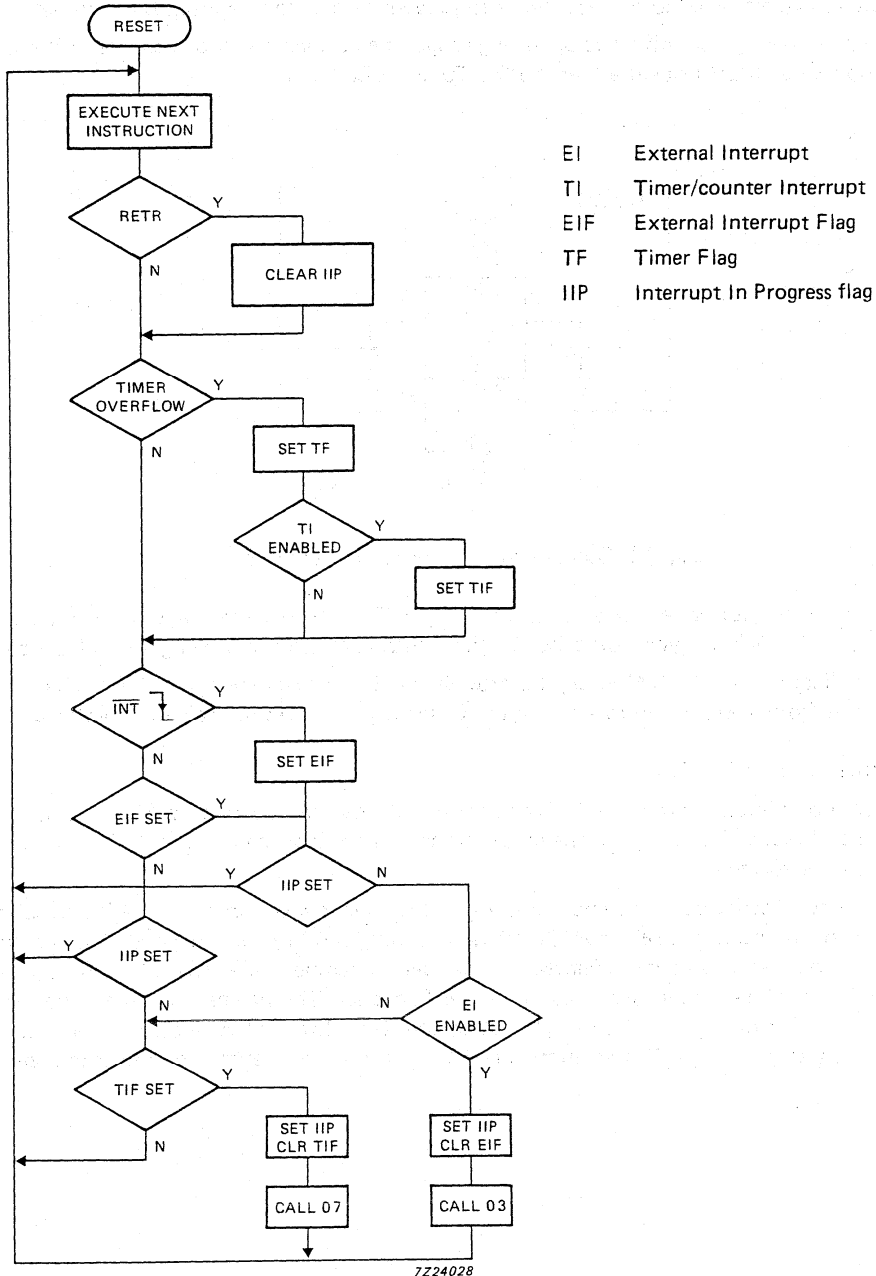 RESET
EXECUTE NEXT
INSTRUCTION
EI External Interrupt
TI Timer/counter Interrupt
EIF External Interrupt Flag
TF Timer Flag
IIP Interrupt In Progress flag
RETR
Y
N
CLEAR IIP
TIMER
OVERFLOW
Y
N
SET TF
TI
ENABLED
Y
N
SET TIF
INT
Y
N
SET EIF
EIF SET
Y
N
IIP SET
Y
N
IIP SET
Y
N
EI
ENABLED
N
Y
TIF SET
Y
N
SET IIP
CLR TIF
SET IIP
CLR EIF
CALL 07
CALL 03
7Z24028